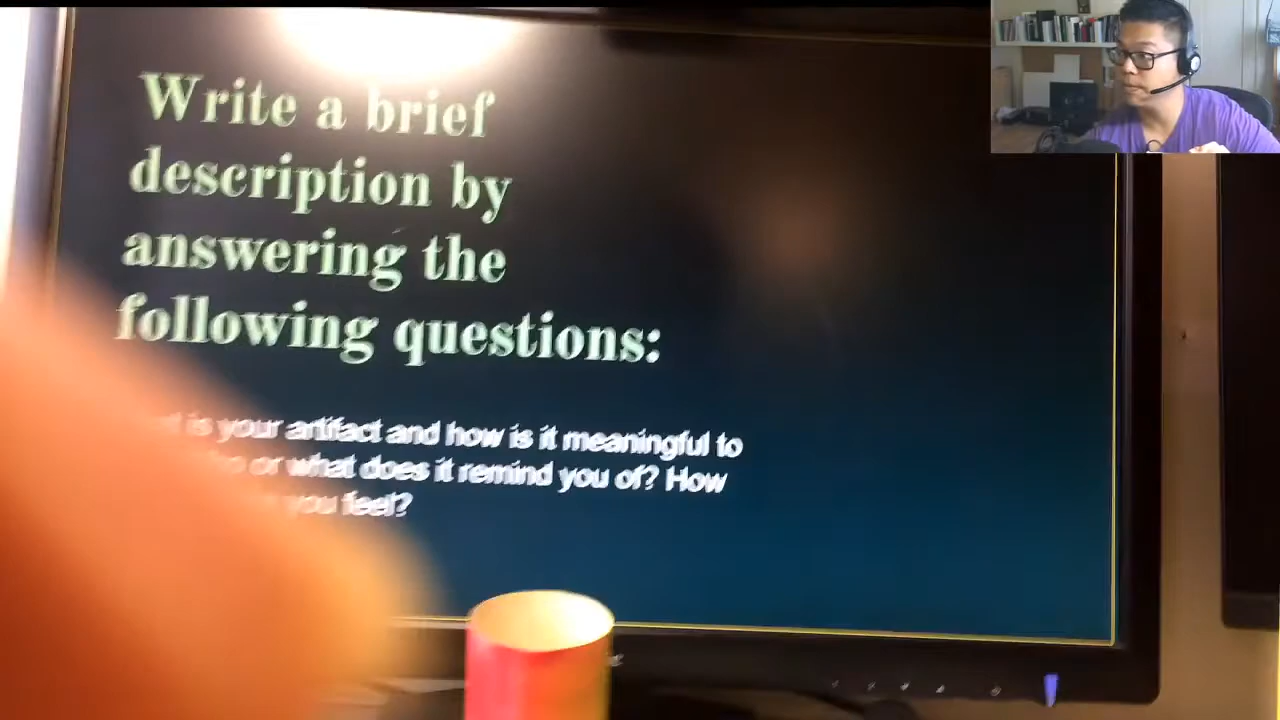 Write a brief
description by
answering the
following questions:
is your artifact and how is it meaningful to
or what does it remind you of? How
you feel?